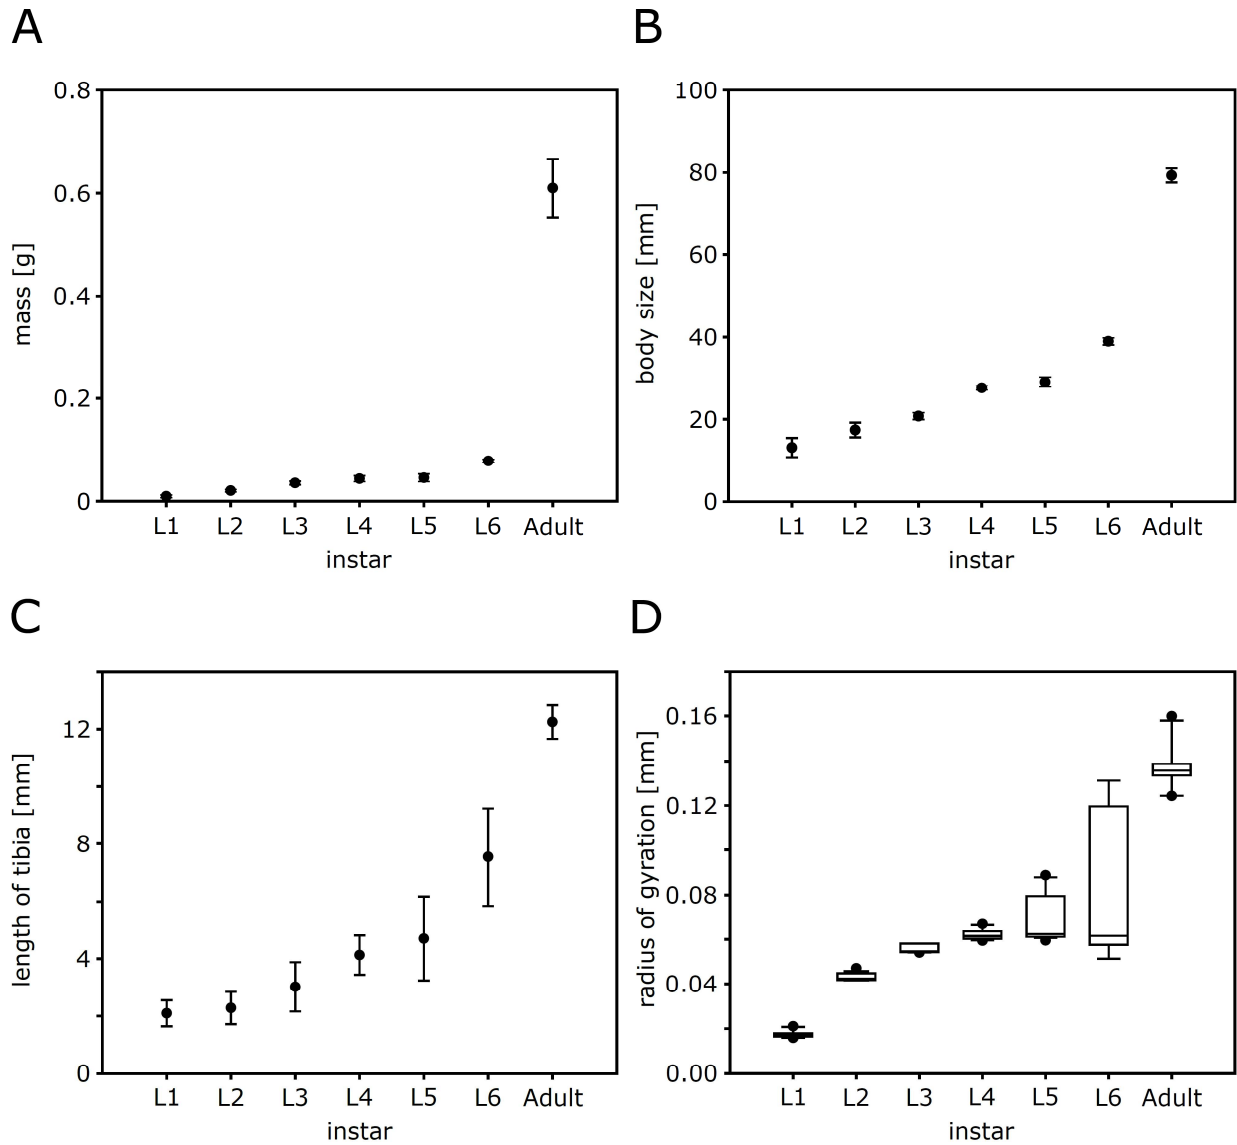 A
0.8
0.6
0.4
0.2
0
mass [g]
L1 L2 L3 L4 L5 L6 Adult
instar
B
100
80
60
40
20
0
body size [mm]
L1 L2 L3 L4 L5 L6 Adult
instar
C
12
8
4
0
length of tibia [mm]
L1 L2 L3 L4 L5 L6 Adult
instar
D
0.16
0.12
0.08
0.04
0.00
radius of gyration [mm]
L1 L2 L3 L4 L5 L6 Adult
instar